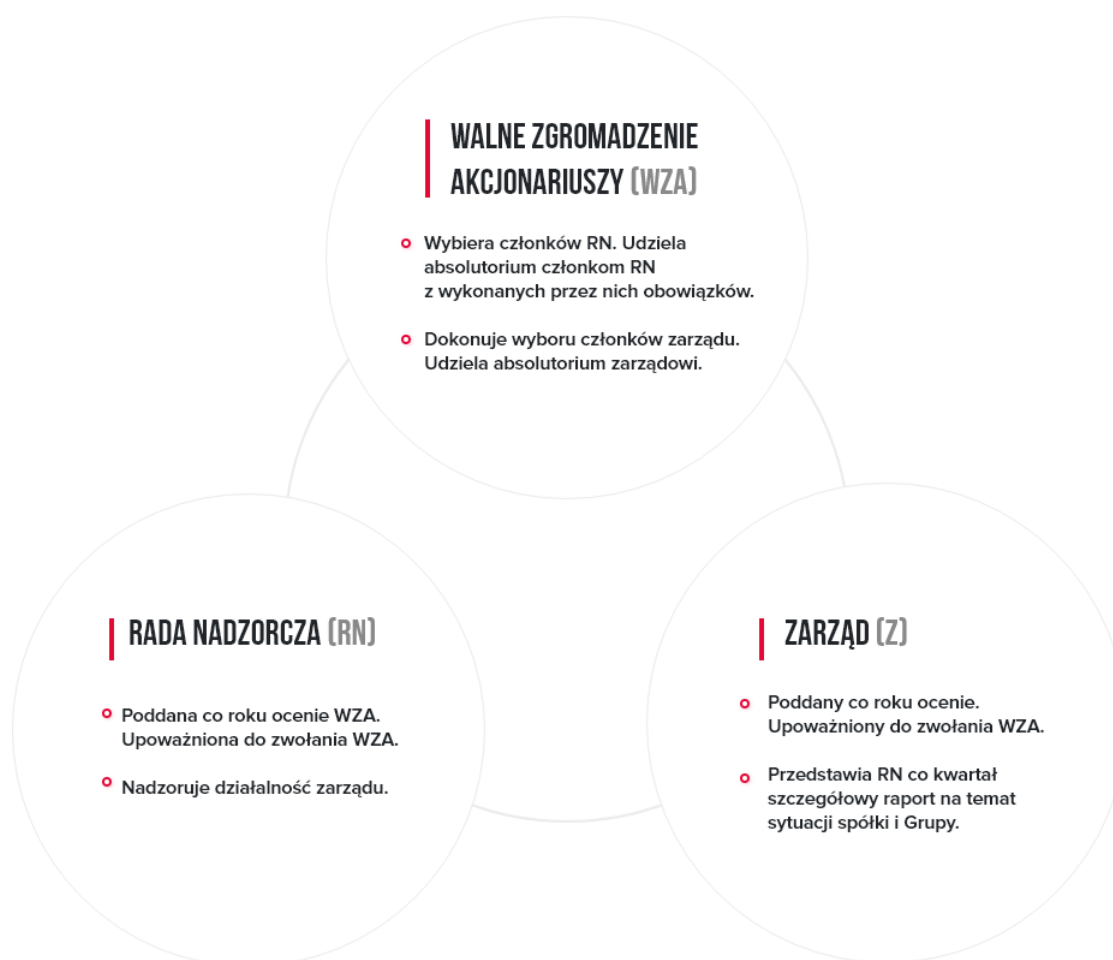 WALNE ZGROMADZENIE
AKCJONARIUSZY (WZA)
Wybiera członków RN. Udziela
absolutorium członkom RN
z wykonanych przez nich obowiązków.
Dokonuje wyboru członków zarządu.
Udziela absolutorium zarządowi.
RADA NADZORCZA (RN)
Poddana co roku ocenie WZA.
Upoważniona do zwołania WZA.
Nadzoruje działalność zarządu.
ZARZĄD (Z)
Poddany co roku ocenie.
Upoważniony do zwołania WZA.
Przedstawia RN co kwartał
szczegółowy raport na temat
sytuacji spółki i Grupy.